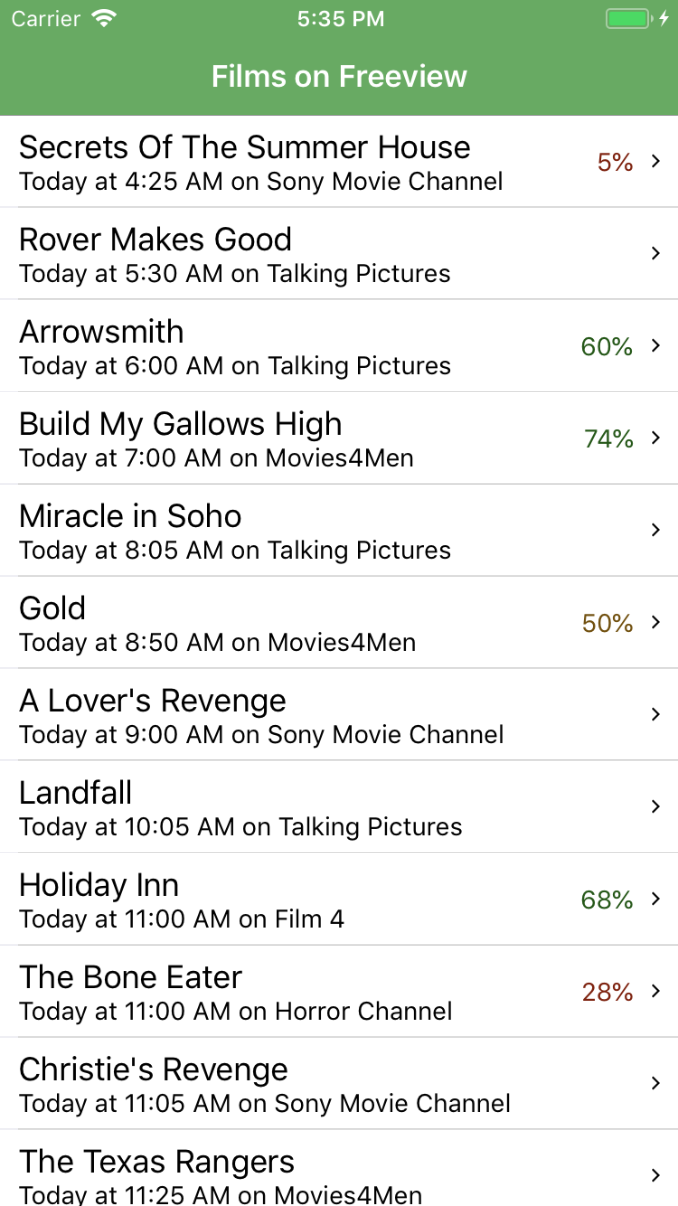 Carrier 5:35 PM
Films on Freeview
Secrets Of The Summer House
Today at 4:25 AM on Sony Movie Channel
5%
Rover Makes Good
Today at 5:30 AM on Talking Pictures
Arrowsmith
Today at 6:00 AM on Talking Pictures
60%
Build My Gallows High
Today at 7:00 AM on Movies4Men
74%
Miracle in Soho
Today at 8:05 AM on Talking Pictures
Gold
Today at 8:50 AM on Movies4Men
50%
A Lover's Revenge
Today at 9:00 AM on Sony Movie Channel
Landfall
Today at 10:05 AM on Talking Pictures
Holiday Inn
Today at 11:00 AM on Film 4
68%
The Bone Eater
Today at 11:00 AM on Horror Channel
28%
Christie's Revenge
Today at 11:05 AM on Sony Movie Channel
The Texas Rangers
Today at 11:25 AM on Movies4Men